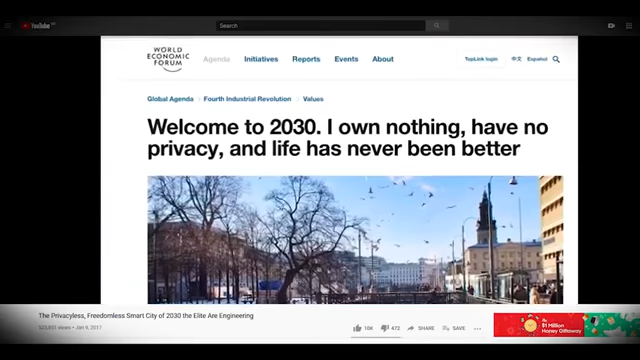 YouTube
Search
WORLD
ECONOMIC
FORUM
Agenda Initiatives Reports Events About
TopLink login 中文 Español
Global Agenda Fourth Industrial Revolution Values
Welcome to 2030. I own nothing, have no
privacy, and life has never been better
The Privacyless, Freedomless Smart City of 2030 the Elite Are Engineering
views • Jan 9, 2017
10K 472 SHARE SAVE
$1 Million
Honey Giftaway